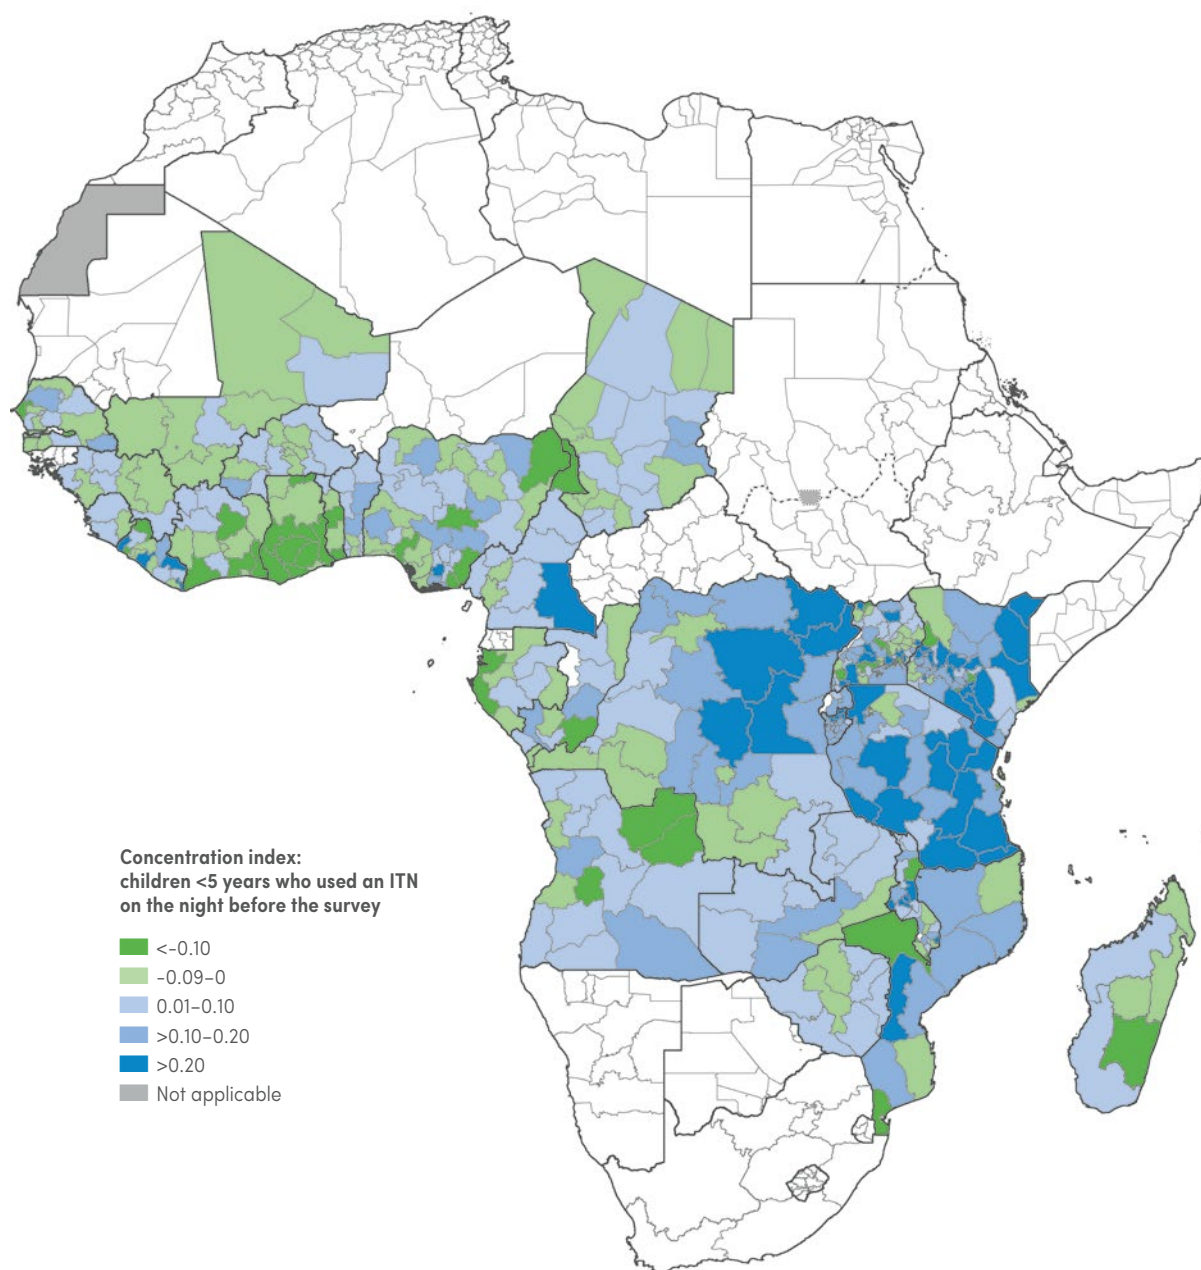 Concentration index:
children <5 years who used an ITN
on the night before the survey
<-0.10
-0.09–0
0.01–0.10
>0.10–0.20
>0.20
Not applicable